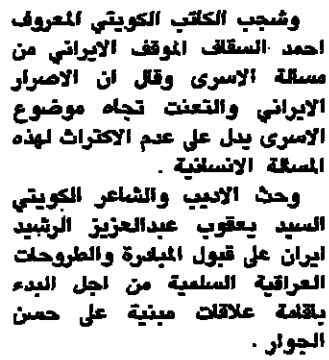 وشجب الكاتب الكويتي المعروف
احمد السقاف الموقف الايراني من
مسالة الاسرى وقال ان الاصرار
الايراني والتعنت تجاه موضوع
الاسرى يدل على عدم الاكتراث لهذه
المسالة الانسانية .
وحث الاديب والشاعر الكويتي
السيد يعقوب عبدالعزيز الرشيد
ايران على قبول المبادرة والطروحات
العراقية السلمية من اجل البدء
باقامة علاقات مبنية على حسن
الجوار .